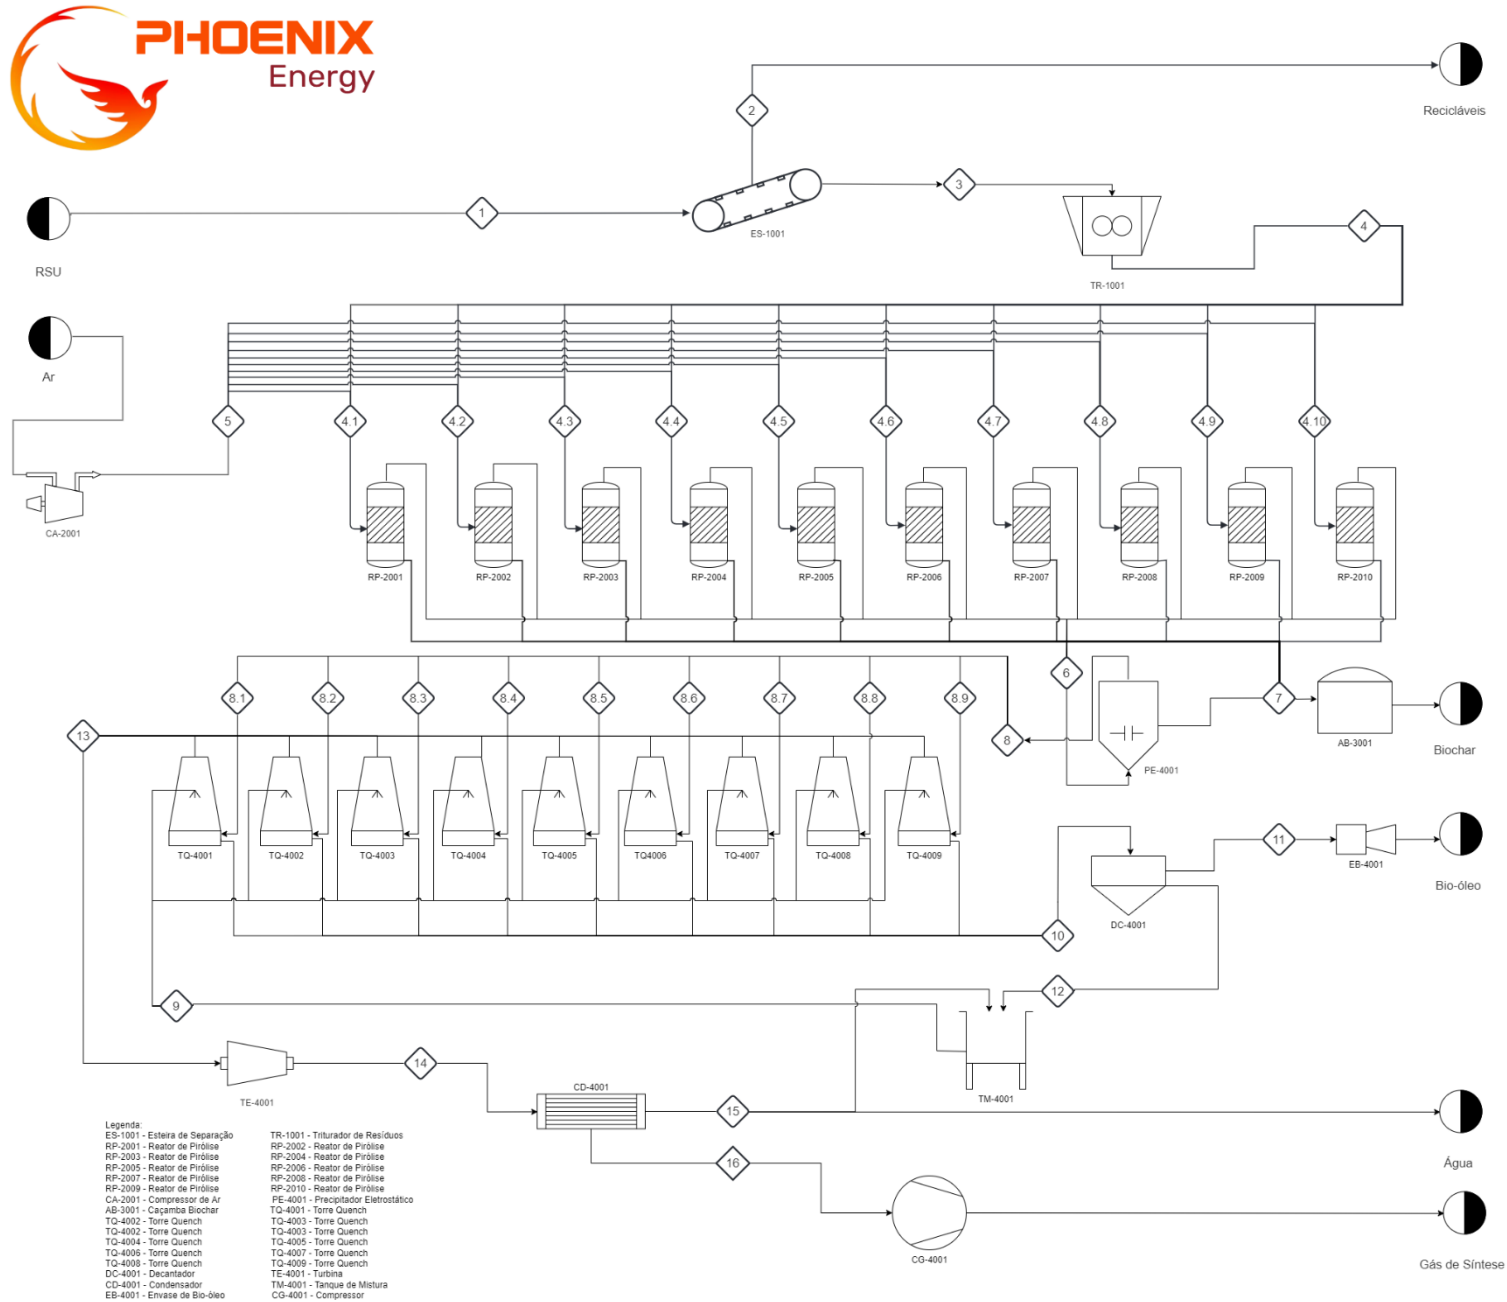 PHOENIX
Energy
2
Recicláveis
1
3
4
ES-1001
RSU
TR-1001
Ar
5
4.1
4.2
4.3
4.4
4.5
4.6
4.7
4.8
4.9
4.10
CA-2001
RP-2001
RP-2002
RP-2003
RP-2004
RP-2005
RP-2006
RP-2007
RP-2008
RP-2009
RP-2010
6
8.1
8.2
8.3
8.4
8.5
8.6
8.7
8.8
8.9
7
13
8
AB-3001
Biochar
PE-4001
11
TQ-4001
TQ-4002
TQ-4003
TQ-4004
TQ-4005
TQ4006
TQ-4007
TQ-4008
TQ-4009
EB-4001
Bio-óleo
DC-4001
10
12
9
14
TE-4001
CD-4001
TM-4001
15
Água
16
CG-4001
Gás de Síntese
Legenda:
ES-1001 - Esteira de Separação
TR-1001 - Triturador de Resíduos
RP-2001 - Reator de Pirólise
RP-2002 - Reator de Pirólise
RP-2003 - Reator de Pirólise
RP-2004 - Reator de Pirólise
RP-2005 - Reator de Pirólise
RP-2006 - Reator de Pirólise
RP-2007 - Reator de Pirólise
RP-2008 - Reator de Pirólise
RP-2009 - Reator de Pirólise
RP-2010 - Reator de Pirólise
CA-2001 - Compressor de Ar
PE-4001 - Precipitador Eletrostático
AB-3001 - Caçamba Biochar
TQ-4001 - Torre Quench
TQ-4002 - Torre Quench
TQ-4003 - Torre Quench
TQ-4002 - Torre Quench
TQ-4003 - Torre Quench
TQ-4004 - Torre Quench
TQ-4005 - Torre Quench
TQ-4006 - Torre Quench
TQ-4007 - Torre Quench
TQ-4008 - Torre Quench
TQ-4009 - Torre Quench
DC-4001 - Decantador
TE-4001 - Turbina
CD-4001 - Condensador
TM-4001 - Tanque de Mistura
EB-4001 - Envase de Bio-óleo
CG-4001 - Compressor